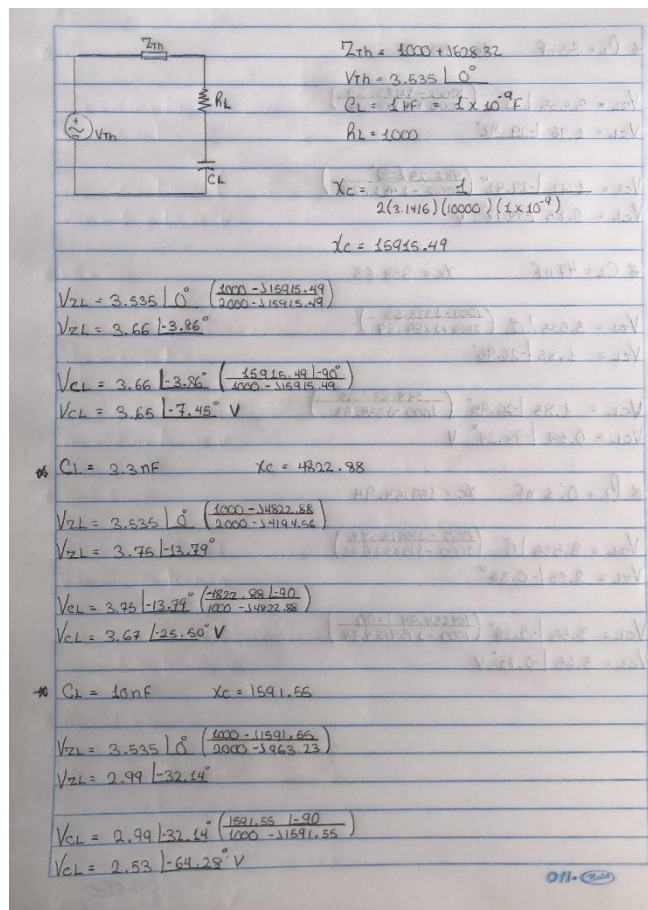 ZTh
RL
VTh
CL
ZTh = 1000 + J628.32
VTh = 3.535 ∟0°
CL = 1 nF = 1 x 10⁻⁹F
RL = 1000
Xc = 1 / 2(3.1416)(10000)(1x10⁻⁹)
Xc = 15915.49
VZL = 3.535 ∟0° (1000 - J15915.49 / 2000 - J15915.49)
VZL = 3.66 ∟-3.86°
VCL = 3.66 ∟-3.86° (15915.49 ∟-90° / 1000 - J15915.49)
VCL = 3.65 ∟-7.45° V
* CL = 3.3 nF Xc = 4822.88
VZL = 3.535 ∟0° (1000 - J4822.88 / 2000 - J4194.56)
VZL = 3.75 ∟-13.79°
VCL = 3.75 ∟-13.79° (4822.88 ∟-90 / 1000 - J4822.88)
VCL = 3.67 ∟-25.50° V
* CL = 10nF Xc = 1591.55
VZL = 3.535 ∟0° (1000 - J1591.55 / 2000 - J963.23)
VZL = 2.99 ∟-32.14°
VCL = 2.99 ∟-32.14° (1591.55 ∟-90 / 1000 - J1591.55)
VCL = 2.53 ∟-64.28° V